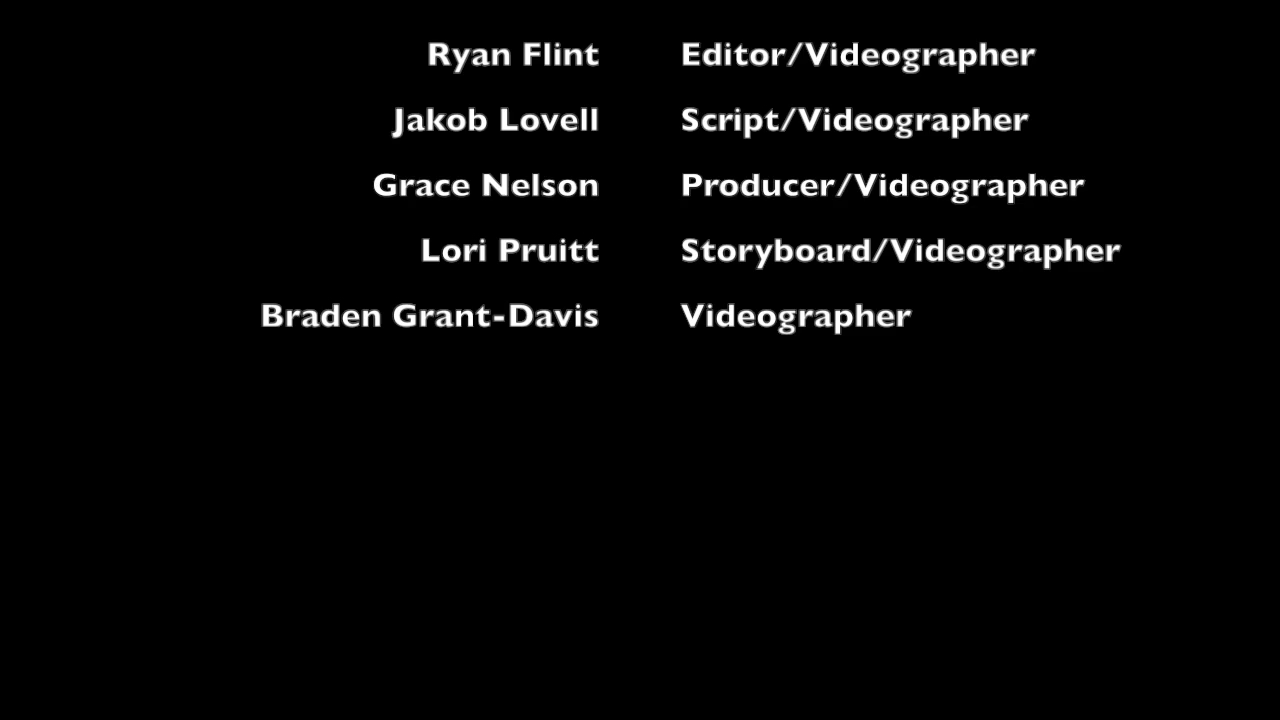 Ryan Flint Editor/Videographer
Jakob Lovell Script/Videographer
Grace Nelson Producer/Videographer
Lori Pruitt Storyboard/Videographer
Braden Grant-Davis Videographer